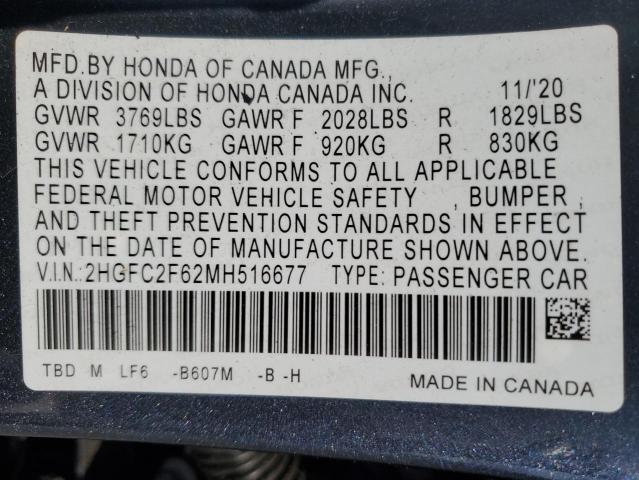 MFD.BY HONDA OF CANADA MFG.,
A DIVISION OF HONDA CANADA INC. 11/'20
GVWR 3769LBS GAWR F 2028LBS R 1829LBS
GVWR 1710KG GAWR F 920KG R 830KG
THIS VEHICLE CONFORMS TO ALL APPLICABLE
FEDERAL MOTOR VEHICLE SAFETY , BUMPER ,
AND THEFT PREVENTION STANDARDS IN EFFECT
ON THE DATE OF MANUFACTURE SHOWN ABOVE.
V.I.N.:2HGFC2F62MH516677 TYPE: PASSENGER CAR
TBD M LF6 -B607M -B -H MADE IN CANADA